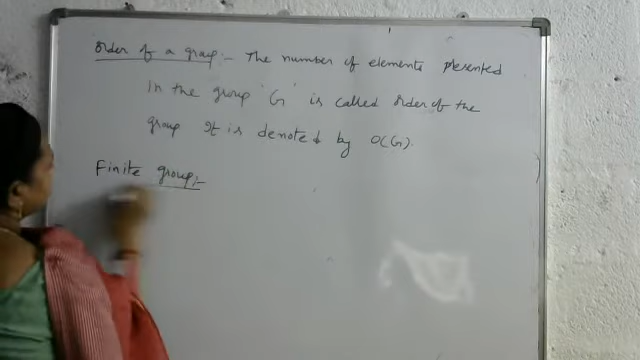 Order of a group :- The number of elements presented
In the group 'G' is called order of the
group It is denoted by O(G).
Finite group :-